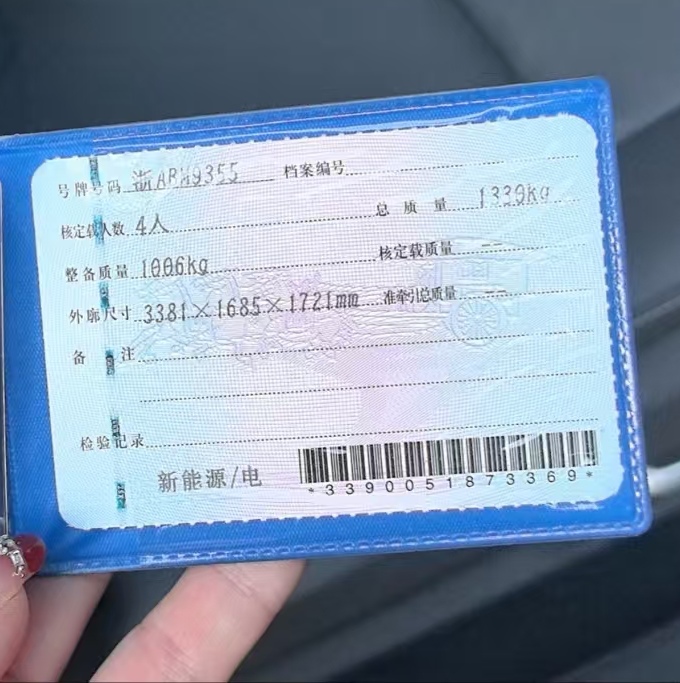 号牌号码 浙ARM9355 档案编号
核定载人数 4人 总质量 1339kg
整备质量 1006kg 核定载质量 --
外廓尺寸 3381×1685×1721mm 准牵引总质量 --
备注
检验记录
新能源/电
*3390051873369*